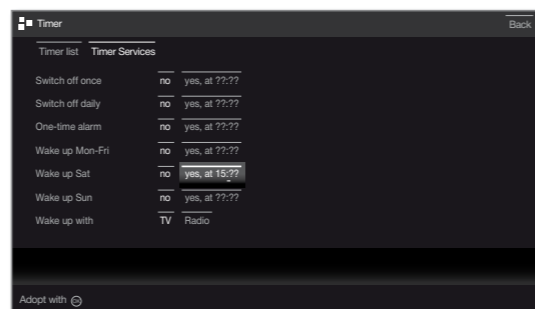 Timer Back
Timer list Timer Services
Switch off once no yes, at ??:??
Switch off daily no yes, at ??:??
One-time alarm no yes, at ??:??
Wake up Mon-Fri no yes, at ??:??
Wake up Sat no yes, at 15:??
Wake up Sun no yes, at ??:??
Wake up with TV Radio
Adopt with OK